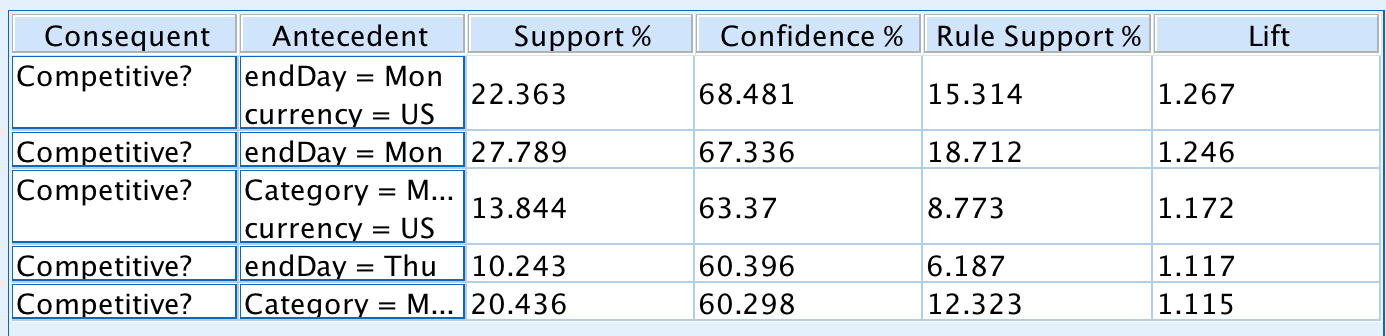 Consequent Antecedent Support % Confidence % Rule Support % Lift
Competitive? endDay = Mon 22.363 68.481 15.314 1.267
currency = US
Competitive? endDay = Mon 27.789 67.336 18.712 1.246
Competitive? Category = M... 13.844 63.37 8.773 1.172
currency = US
Competitive? endDay = Thu 10.243 60.396 6.187 1.117
Competitive? Category = M... 20.436 60.298 12.323 1.115